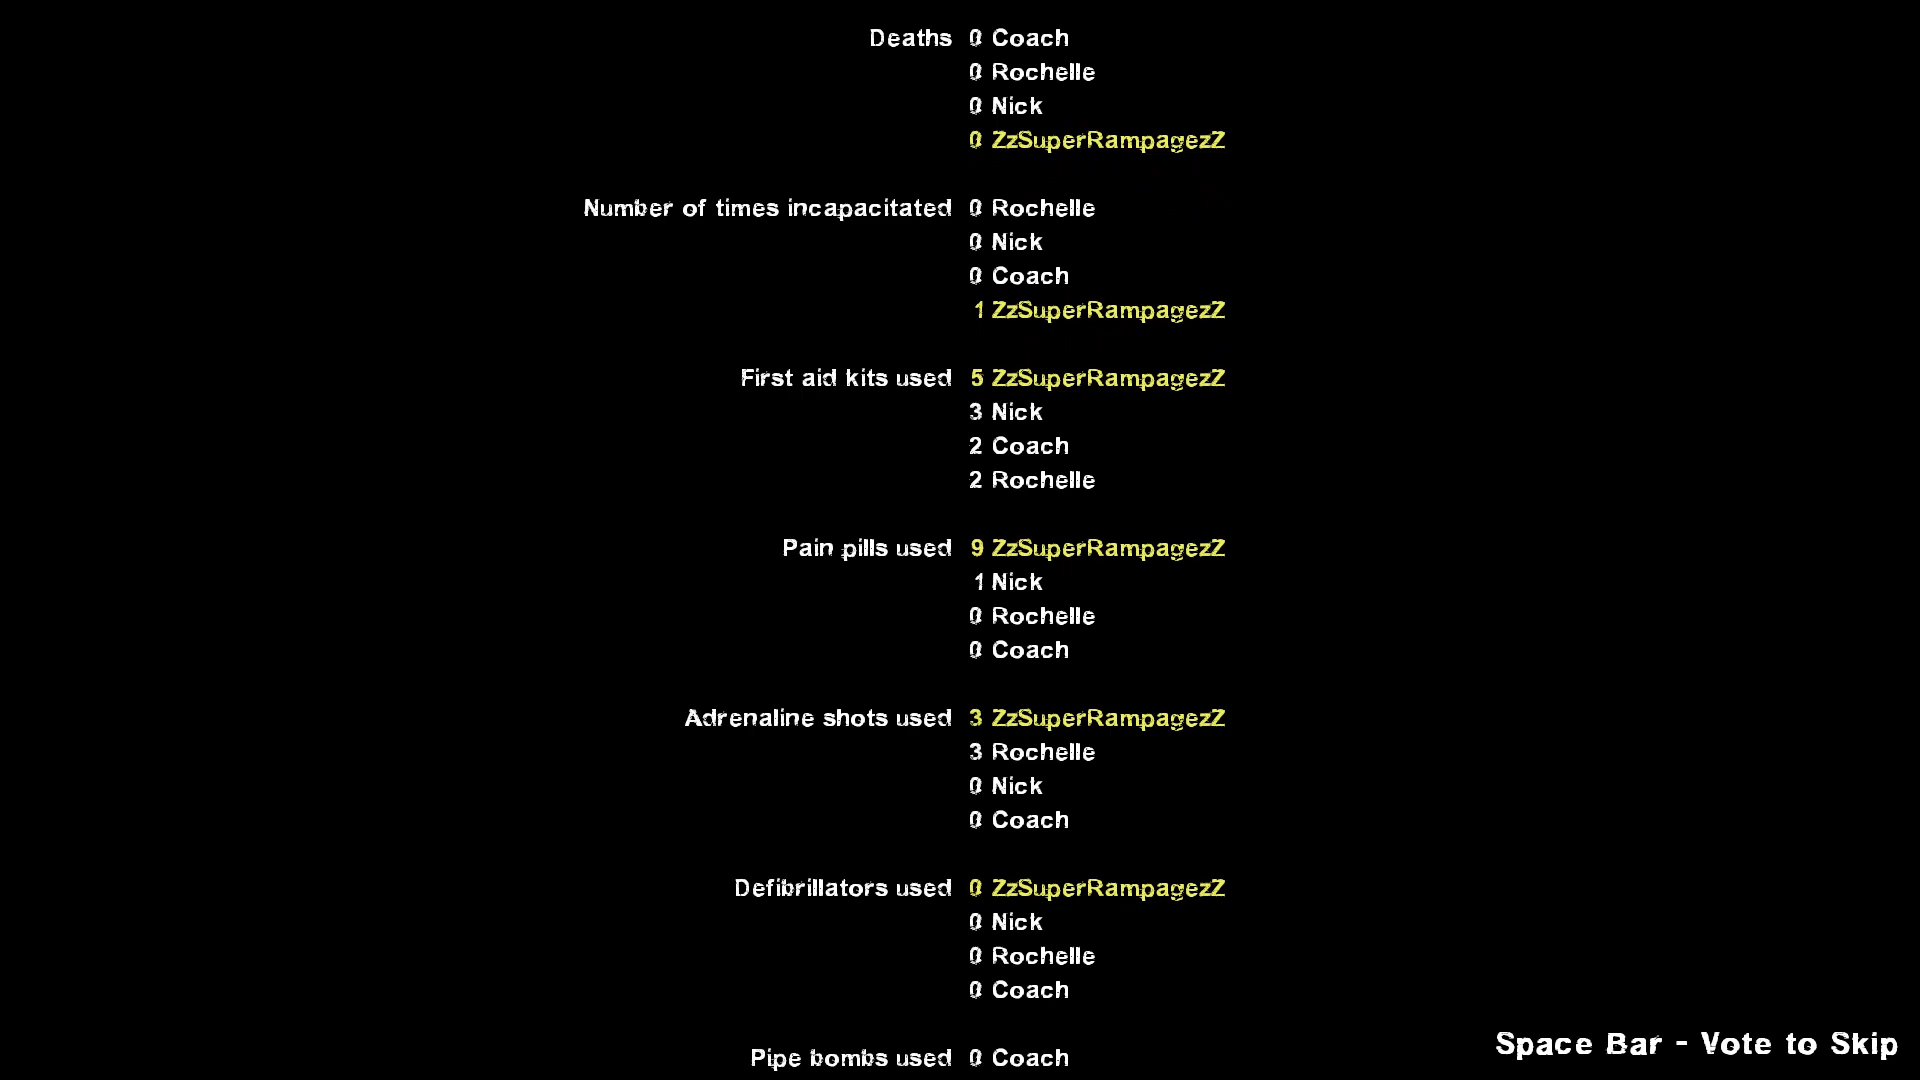 Deaths 0 Coach
0 Rochelle
0 Nick
0 ZzSuperRampagezZ
Number of times incapacitated 0 Rochelle
0 Nick
0 Coach
1 ZzSuperRampagezZ
First aid kits used 5 ZzSuperRampagezZ
3 Nick
2 Coach
2 Rochelle
Pain pills used 9 ZzSuperRampagezZ
1 Nick
0 Rochelle
0 Coach
Adrenaline shots used 3 ZzSuperRampagezZ
3 Rochelle
0 Nick
0 Coach
Defibrillators used 0 ZzSuperRampagezZ
0 Nick
0 Rochelle
0 Coach
Pipe bombs used 0 Coach
Space Bar - Vote to Skip